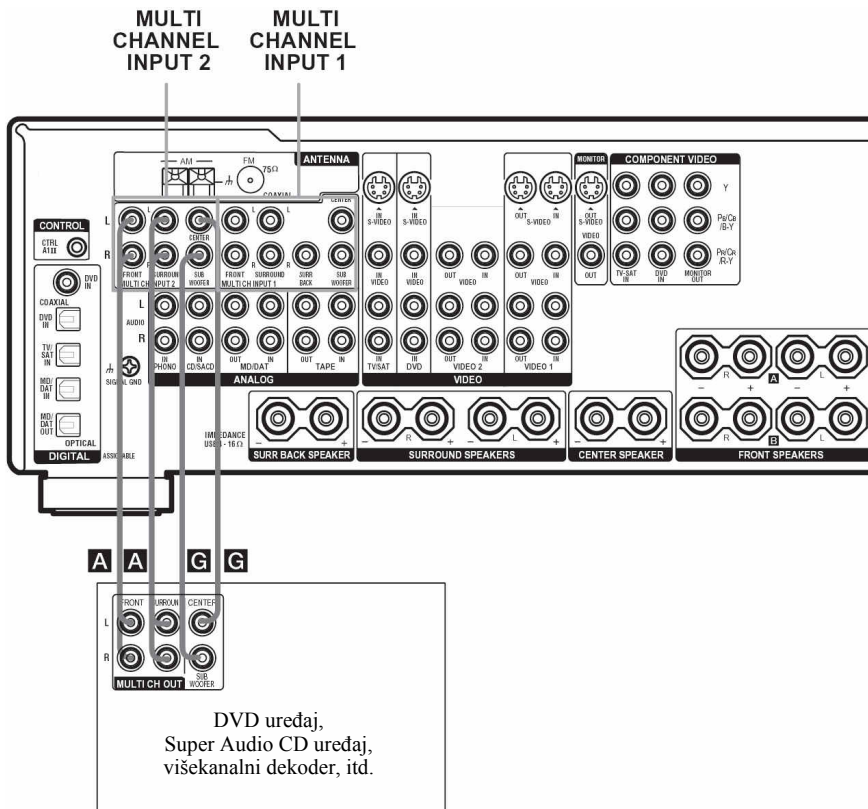 MULTI
CHANNEL
INPUT 2
MULTI
CHANNEL
INPUT 1
AM
FM
75Ω
COAXIAL
ANTENNA
MONITOR
COMPONENT VIDEO
IN
S-VIDEO
IN
S-VIDEO
OUT
S-VIDEO
IN
OUT
S-VIDEO
Y
L
L
L
CENTER
CENTER
VIDEO
PB/CB
/B-Y
CONTROL
CTRL
A1II
R
R
R
FRONT
SURROUN
SUB
WOOFER
FRONT
SURROUND
SURR
BACK
SUB
WOOFER
MULTI CH INPUT 2
MULTI CH INPUT 1
IN
VIDEO
IN
VIDEO
OUT
IN
VIDEO
OUT
IN
VIDEO
OUT
PR/CR
/R-Y
TV-SAT
IN
DVD
IN
MONITOR
OUT
DVD
IN
COAXIAL
DVD
IN
TV/
SAT
IN
MD/
DAT
IN
MD/
DAT
OUT
OPTICAL
DIGITAL
ASSIGNABLE
L
AUDIO
R
SIGNAL GND
IN
PHONO
IN
CD/SACD
OUT
IN
MD/DAT
OUT
IN
TAPE
ANALOG
IN
TV/SAT
IN
DVD
OUT
IN
VIDEO 2
OUT
IN
VIDEO 1
VIDEO
R
L
– + A – +
IMPEDANCE
USE 8 - 16 Ω
– +
– R + – L +
– +
R
L
– + B – +
SURR BACK SPEAKER
SURROUND SPEAKERS
CENTER SPEAKER
FRONT SPEAKERS
A A G G
FRONT
SURROUN
CENTER
L
R
MULTI CH OUT
SUB
WOOFER
DVD uređaj,
Super Audio CD uređaj,
višekanalni dekoder, itd.